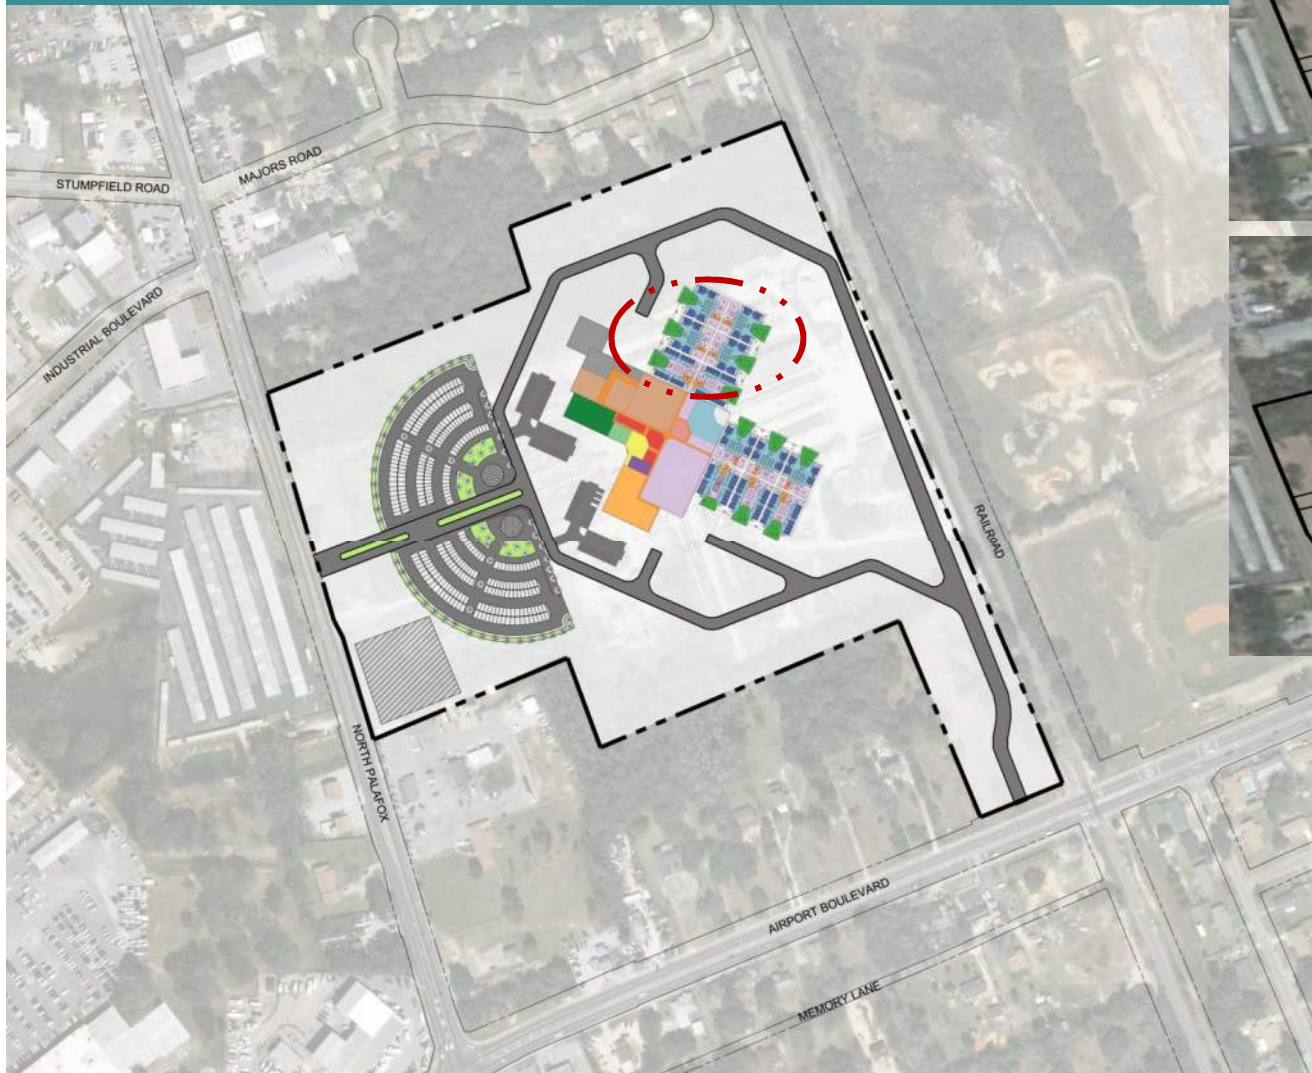 STUMPFIELD ROAD
MAJORS ROAD
INDUSTRIAL BOULEVARD
RAILROAD
NORTH PALAFOX
AIRPORT BOULEVARD
MEMORY LANE